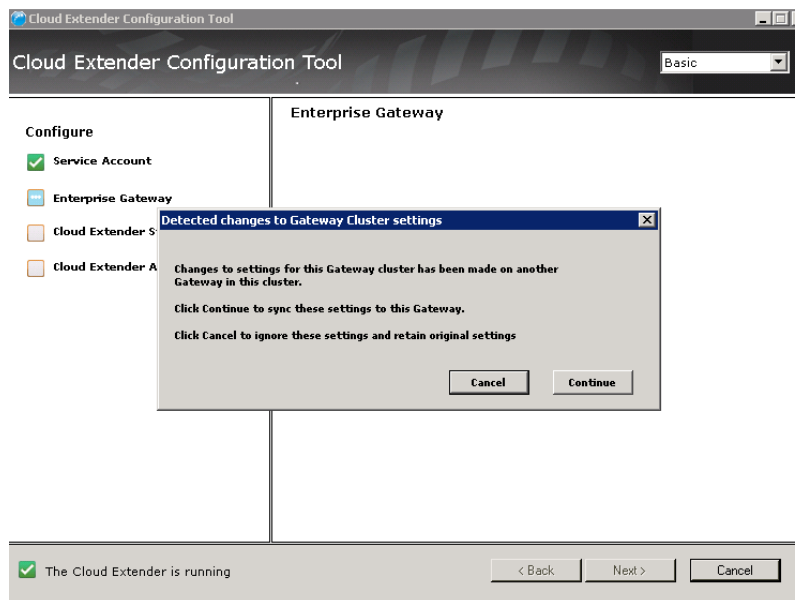 Cloud Extender Configuration Tool
Cloud Extender Configuration Tool
Basic
Configure
Service Account
Enterprise Gateway
Cloud Extender S
Cloud Extender A
Enterprise Gateway
Detected changes to Gateway Cluster settings
Changes to settings for this Gateway cluster has been made on another
Gateway in this cluster.
Click Continue to sync these settings to this Gateway.
Click Cancel to ignore these settings and retain original settings
Cancel
Continue
The Cloud Extender is running
< Back
Next >
Cancel